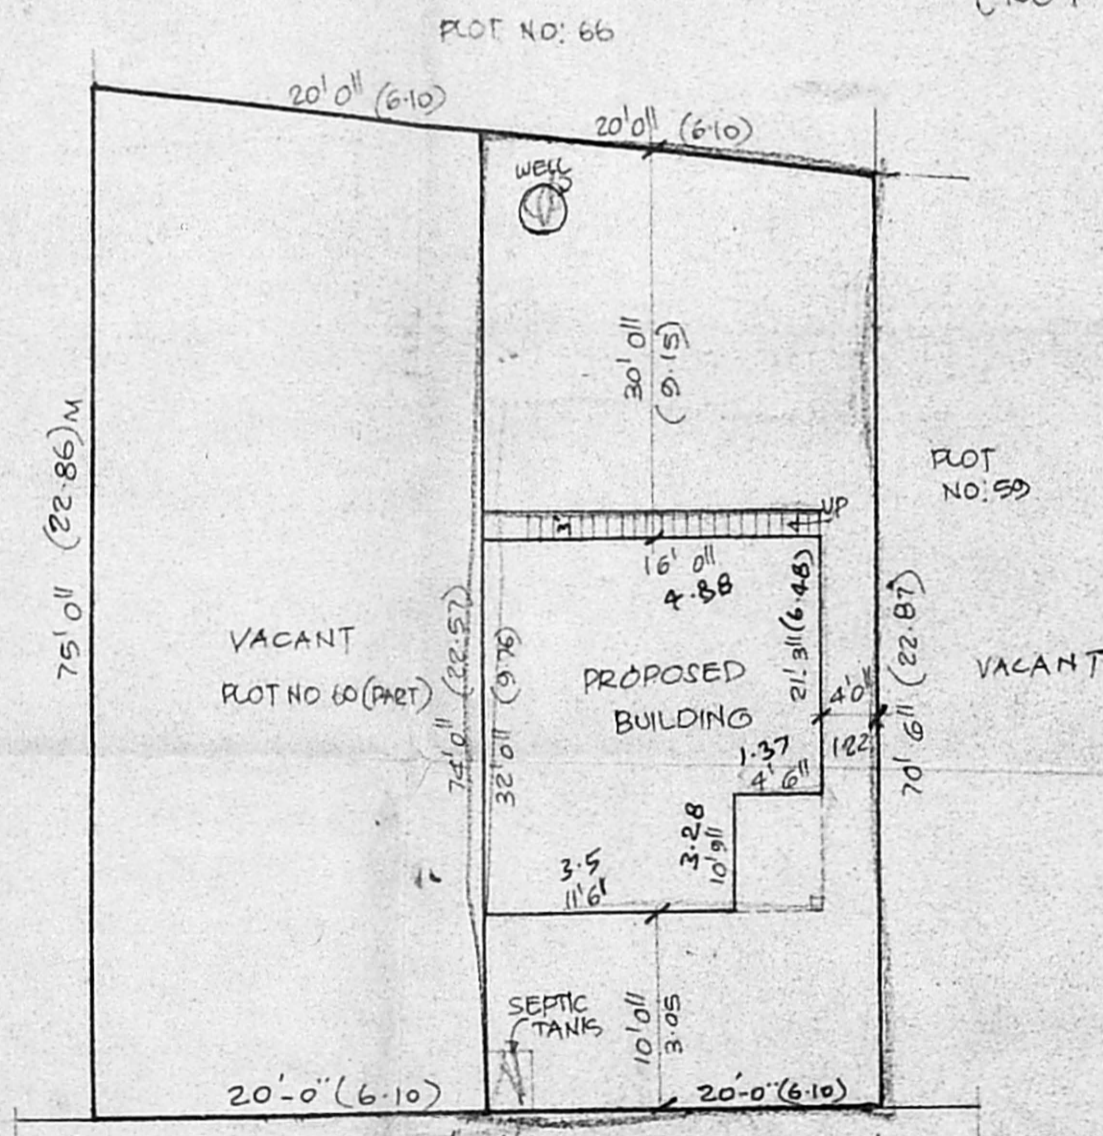 PLOT NO: 66
20' 0" (6.10)
20'0" (6.10)
WELL
30' 0"
(9.15)
75' 0" (22.86)M
PLOT
NO: 59
UP
3'
16' 0"
4.88
21'.3" (6.48)
VACANT
PLOT NO 60 (PART)
74' 0" (22.57)
32' 0" (9.76)
PROPOSED
BUILDING
4'0"
1.22
70'.6" (22.87)
VACANT
1.37
4' 6"
3.28
10'9"
3.5
11'6"
SEPTIC
TANK
10'0"
3.05
20'-0" (6.10)
20'-0" (6.10)